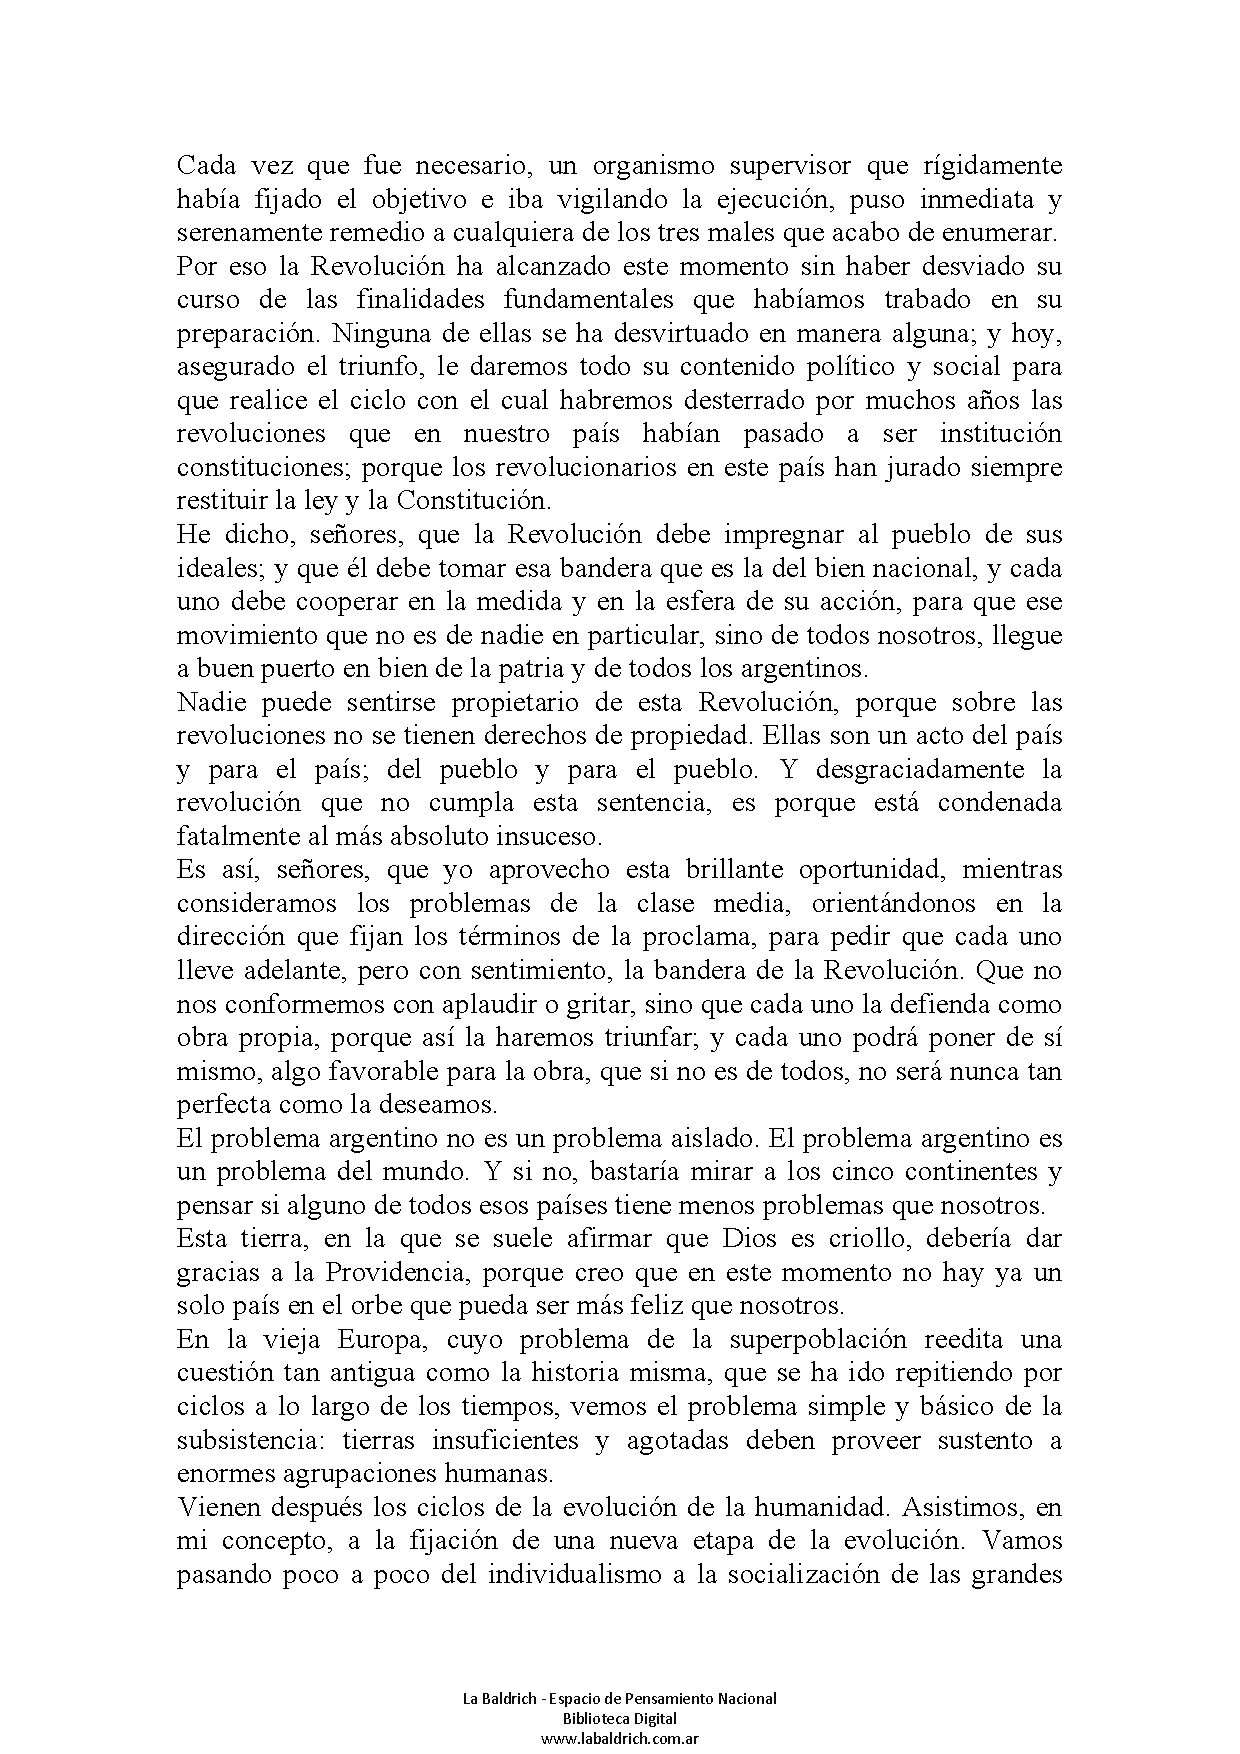 Cada vez que fue necesario, un organismo supervisor que rígidamente
había fijado el objetivo e iba vigilando la ejecución, puso inmediata y
serenamente remedio a cualquiera de los tres males que acabo de enumerar.
Por eso la Revolución ha alcanzado este momento sin haber desviado su
curso de las finalidades fundamentales que habíamos trabado en su
preparación. Ninguna de ellas se ha desvirtuado en manera alguna; y hoy,
asegurado el triunfo, le daremos todo su contenido político y social para
que realice el ciclo con el cual habremos desterrado por muchos años las
revoluciones que en nuestro país habían pasado a ser institución
constituciones; porque los revolucionarios en este país han jurado siempre
restituir la ley y la Constitución.
He dicho, señores, que la Revolución debe impregnar al pueblo de sus
ideales; y que él debe tomar esa bandera que es la del bien nacional, y cada
uno debe cooperar en la medida y en la esfera de su acción, para que ese
movimiento que no es de nadie en particular, sino de todos nosotros, llegue
a buen puerto en bien de la patria y de todos los argentinos.
Nadie puede sentirse propietario de esta Revolución, porque sobre las
revoluciones no se tienen derechos de propiedad. Ellas son un acto del país
y para el país; del pueblo y para el pueblo. Y desgraciadamente la
revolución que no cumpla esta sentencia, es porque está condenada
fatalmente al más absoluto insuceso.
Es así, señores, que yo aprovecho esta brillante oportunidad, mientras
consideramos los problemas de la clase media, orientándonos en la
dirección que fijan los términos de la proclama, para pedir que cada uno
lleve adelante, pero con sentimiento, la bandera de la Revolución. Que no
nos conformemos con aplaudir o gritar, sino que cada uno la defienda como
obra propia, porque así la haremos triunfar; y cada uno podrá poner de sí
mismo, algo favorable para la obra, que si no es de todos, no será nunca tan
perfecta como la deseamos.
El problema argentino no es un problema aislado. El problema argentino es
un problema del mundo. Y si no, bastaría mirar a los cinco continentes y
pensar si alguno de todos esos países tiene menos problemas que nosotros.
Esta tierra, en la que se suele afirmar que Dios es criollo, debería dar
gracias a la Providencia, porque creo que en este momento no hay ya un
solo país en el orbe que pueda ser más feliz que nosotros.
En la vieja Europa, cuyo problema de la superpoblación reedita una
cuestión tan antigua como la historia misma, que se ha ido repitiendo por
ciclos a lo largo de los tiempos, vemos el problema simple y básico de la
subsistencia: tierras insuficientes y agotadas deben proveer sustento a
enormes agrupaciones humanas.
Vienen después los ciclos de la evolución de la humanidad. Asistimos, en
mi concepto, a la fijación de una nueva etapa de la evolución. Vamos
pasando poco a poco del individualismo a la socialización de las grandes
La Baldrich - Espacio de Pensamiento Nacional
Biblioteca Digital
www.labaldrich.com.ar